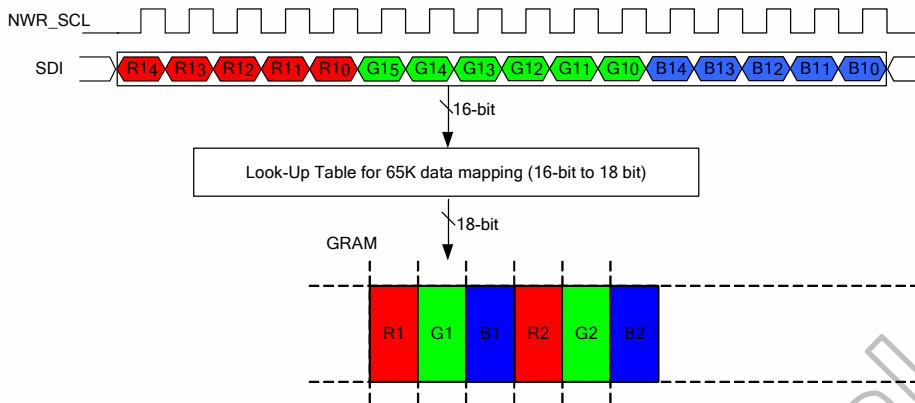 NWR_SCL
SDI R14 R13 R12 R11 R10 G15 G14 G13 G12 G11 G10 B14 B13 B12 B11 B10
16-bit
Look-Up Table for 65K data mapping (16-bit to 18 bit)
18-bit
GRAM
R1 G1 B1 R2 G2 B2